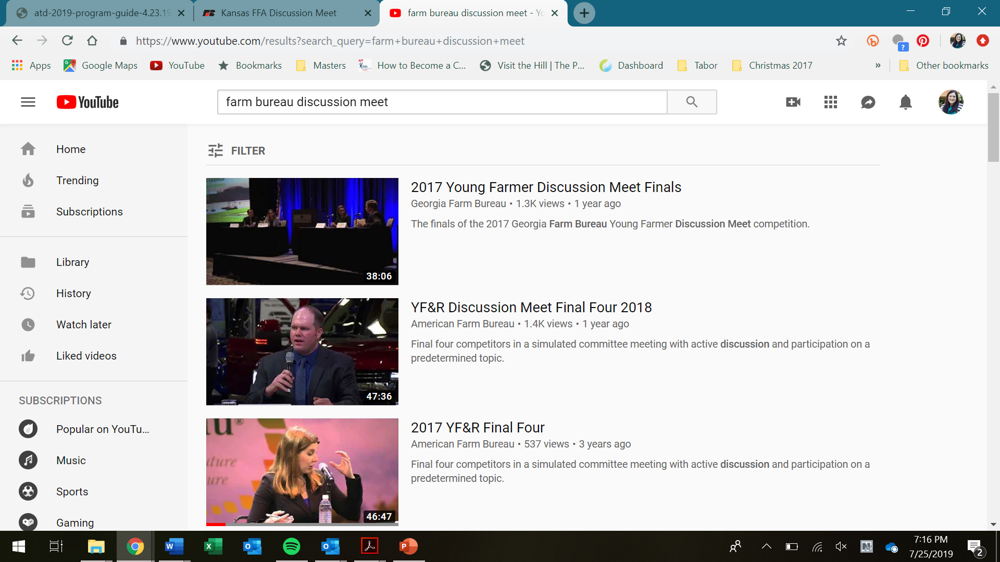 atd-2019-program-guide-4.23.19
Kansas FFA Discussion Meet
farm bureau discussion meet - Yo
https://www.youtube.com/results?search_query=farm+bureau+discussion+meet
?
Apps
Google Maps
YouTube
Bookmarks
Masters
How to Become a C...
Visit the Hill | The P...
Dashboard
Tabor
Christmas 2017
»
Other bookmarks
YouTube
farm bureau discussion meet
Home
Trending
Subscriptions
Library
History
Watch later
Liked videos
SUBSCRIPTIONS
Popular on YouTu...
Music
Sports
Gaming
FILTER
38:06
2017 Young Farmer Discussion Meet Finals
Georgia Farm Bureau • 1.3K views • 1 year ago
The finals of the 2017 Georgia Farm Bureau Young Farmer Discussion Meet competition.
47:36
YF&R Discussion Meet Final Four 2018
American Farm Bureau • 1.4K views • 1 year ago
Final four competitors in a simulated committee meeting with active discussion and participation on a
predetermined topic.
46:47
2017 YF&R Final Four
American Farm Bureau • 537 views • 3 years ago
Final four competitors in a simulated committee meeting with active discussion and participation on a
predetermined topic.
7:16 PM
7/25/2019
2